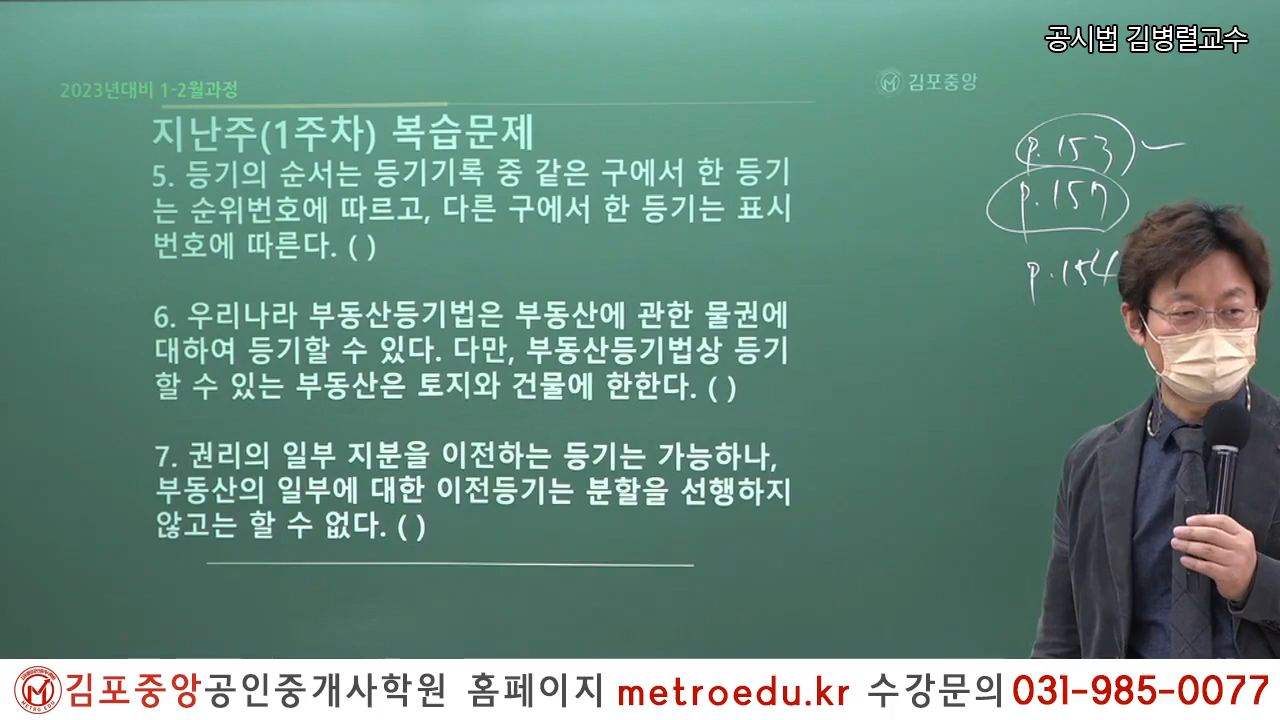 공시법 김병렬교수
2023년대비 1-2월과정
김포중앙
지난주(1주차) 복습문제
5. 등기의 순서는 등기기록 중 같은 구에서 한 등기
는 순위번호에 따르고, 다른 구에서 한 등기는 표시
번호에 따른다. ( )
6. 우리나라 부동산등기법은 부동산에 관한 물권에
대하여 등기할 수 있다. 다만, 부동산등기법상 등기
할 수 있는 부동산은 토지와 건물에 한한다. ( )
7. 권리의 일부 지분을 이전하는 등기는 가능하나,
부동산의 일부에 대한 이전등기는 분할을 선행하지
않고는 할 수 없다. ( )
p.153
p.157
p.154
김포중앙공인중개사학원 홈페이지 metroedu.kr 수강문의 031-985-0077